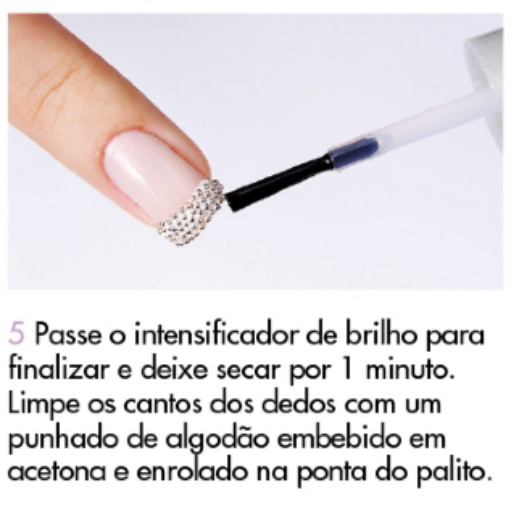 5 Passe o intensificador de brilho para
finalizar e deixe secar por 1 minuto.
Limpe os cantos dos dedos com um
punhado de algodão embebido em
acetona e enrolado na ponta do palito.